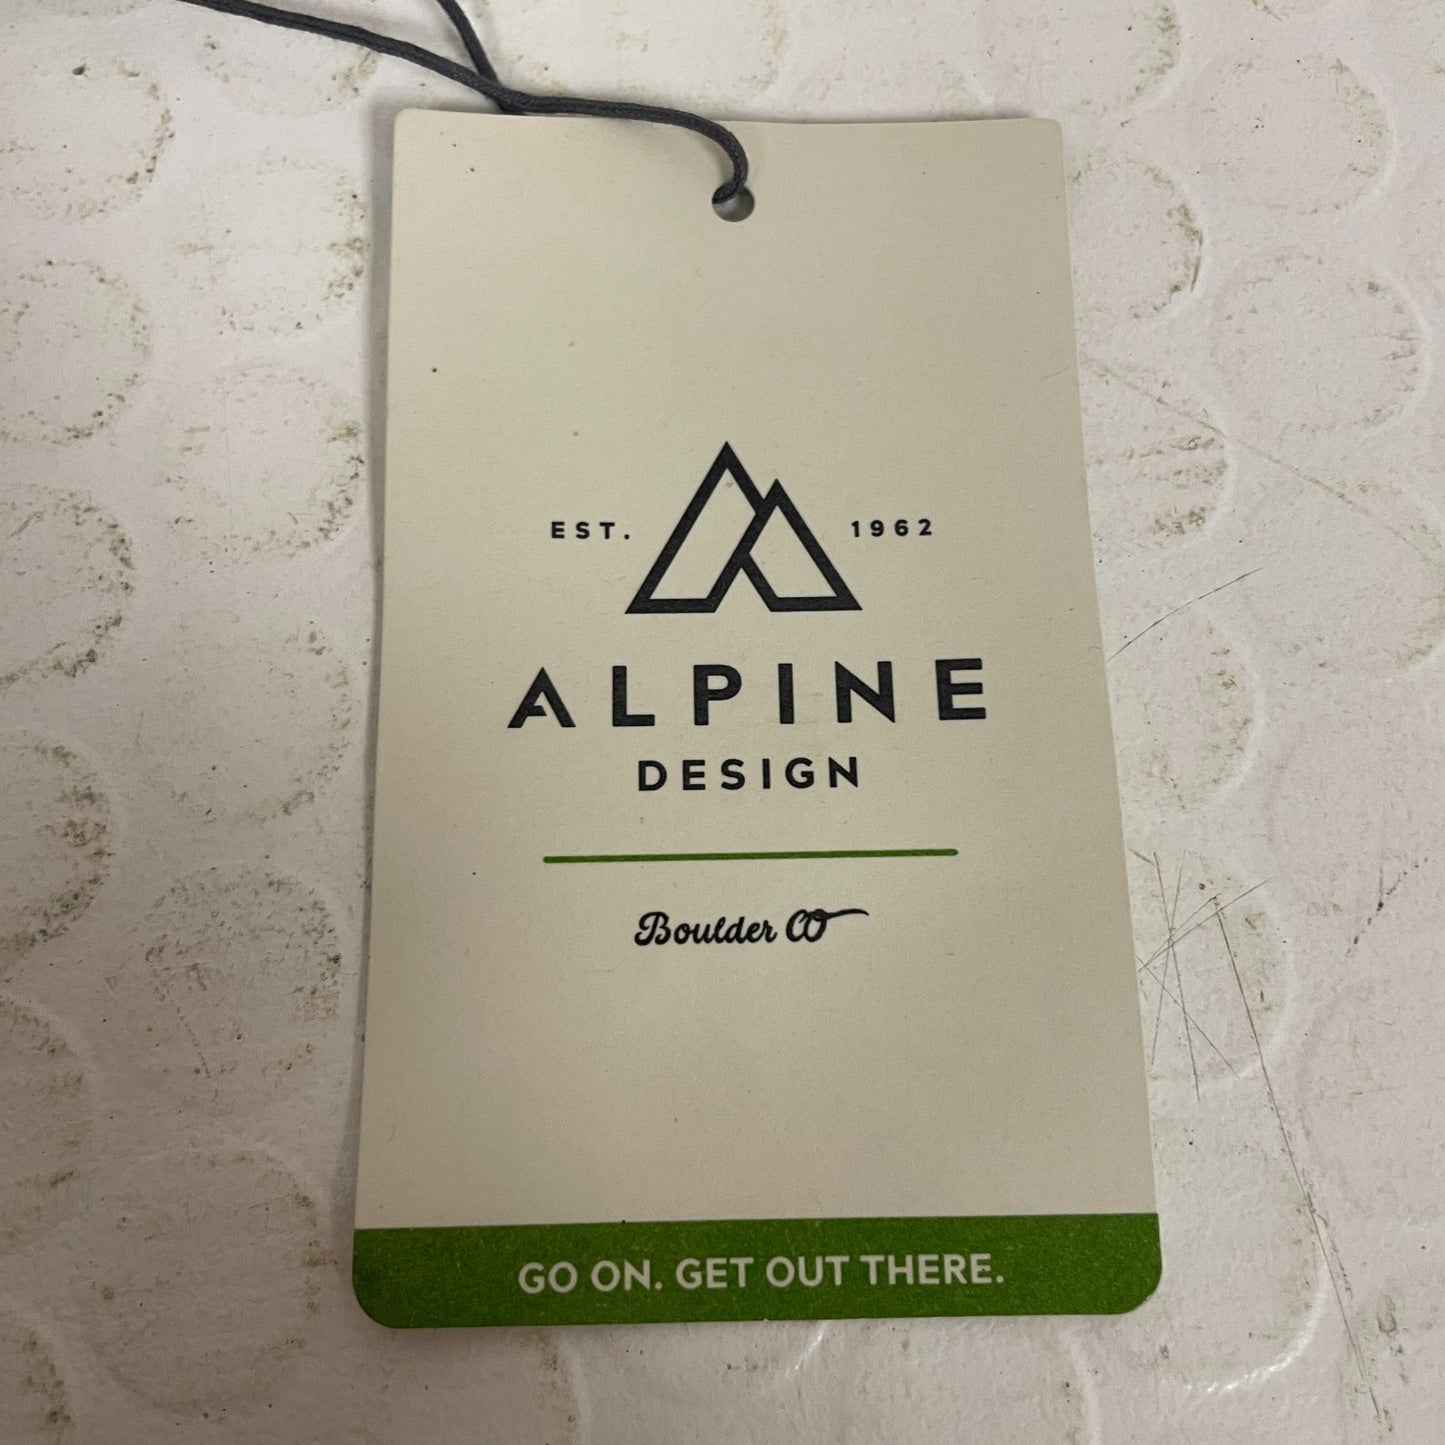 EST. 1962
ALPINE
DESIGN
Boulder CO
GO ON. GET OUT THERE.